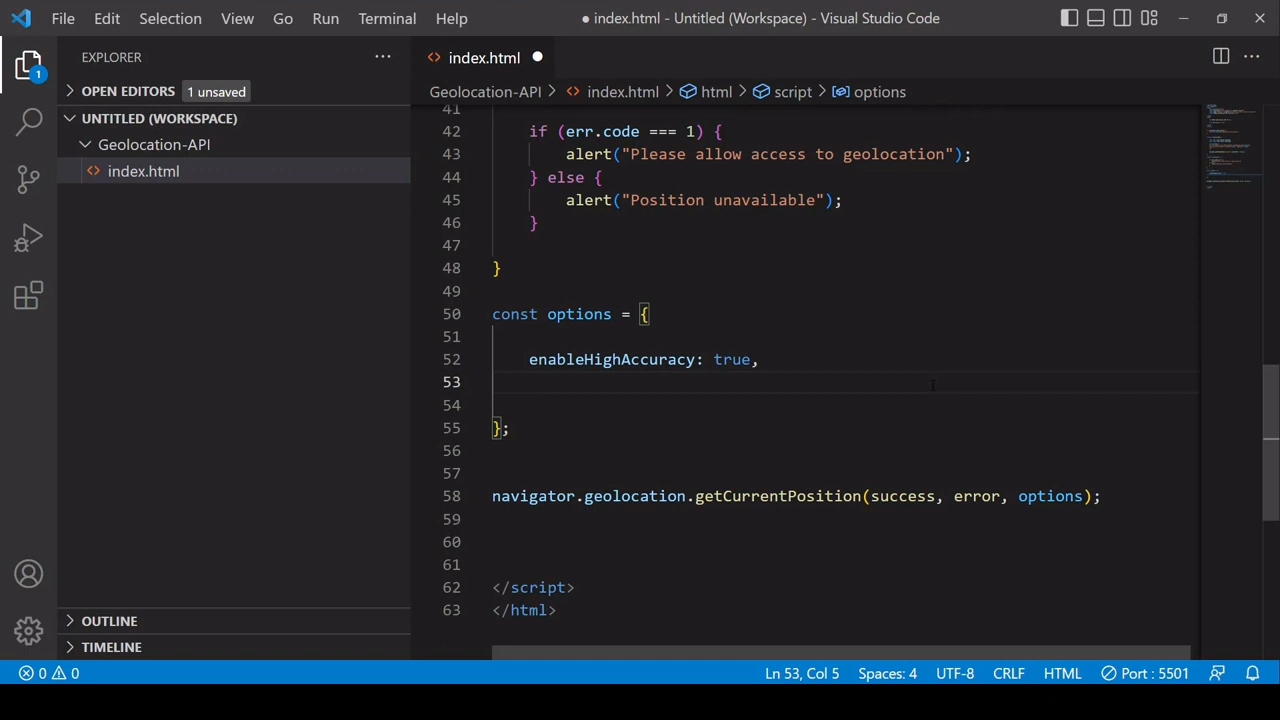 File Edit Selection View Go Run Terminal Help ● index.html - Untitled (Workspace) - Visual Studio Code
EXPLORER
OPEN EDITORS 1 unsaved
UNTITLED (WORKSPACE)
Geolocation-API
index.html
1
OUTLINE
TIMELINE
index.html
Geolocation-API > index.html > html > script > options
41
42 if (err.code === 1) {
43 alert("Please allow access to geolocation");
44 } else {
45 alert("Position unavailable");
46 }
47
48 }
49
50 const options = {
51
52 enableHighAccuracy: true,
53
54
55 };
56
57
58 navigator.geolocation.getCurrentPosition(success, error, options);
59
60
61
62 </script>
63 </html>
0 0 Ln 53, Col 5 Spaces: 4 UTF-8 CRLF HTML Port : 5501